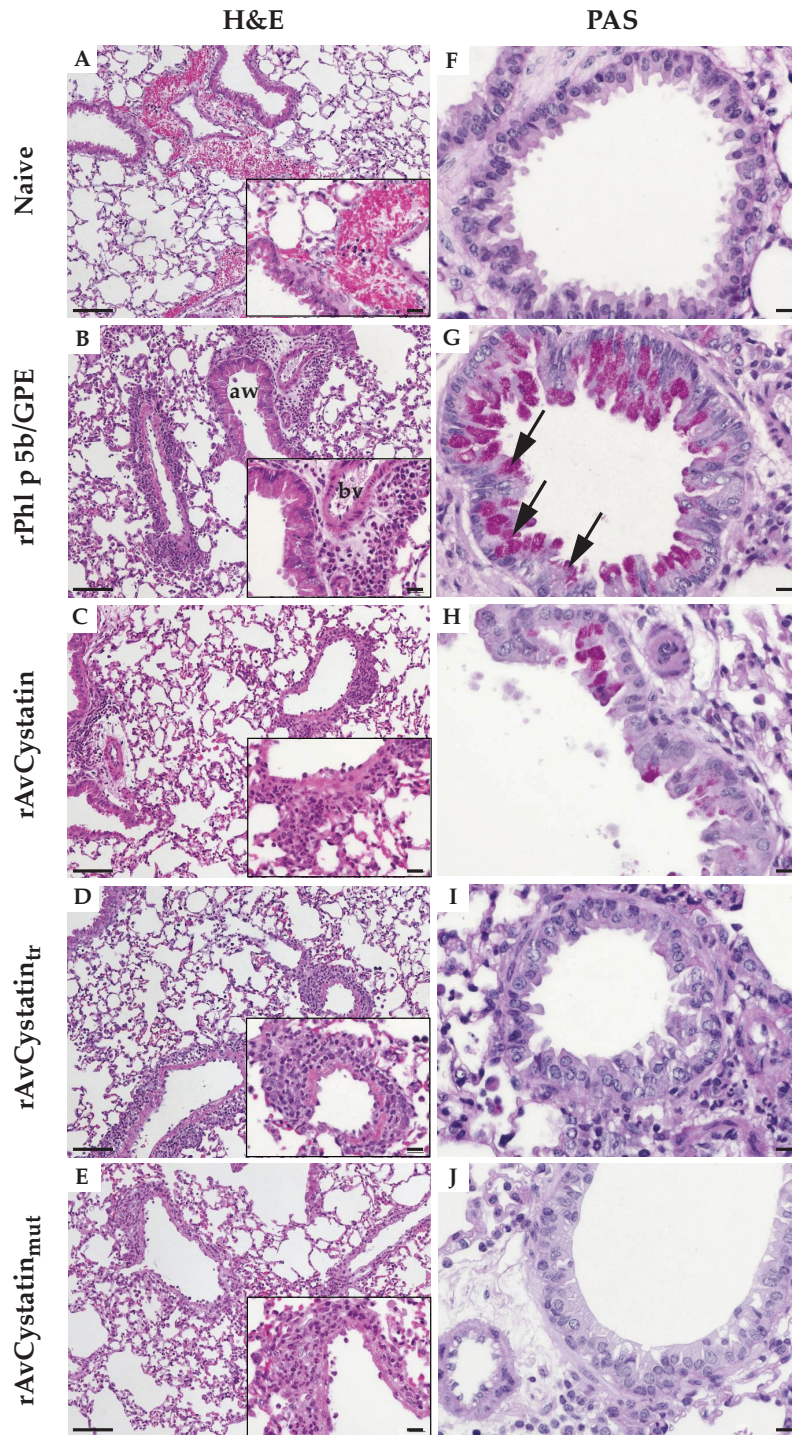 H&E PAS
Naive
A
F
rPhl p 5b/GPE
B
aw
bv
G
rAvCystatin
C
H
rAvCystatintr
D
I
rAvCystatinmut
E
J